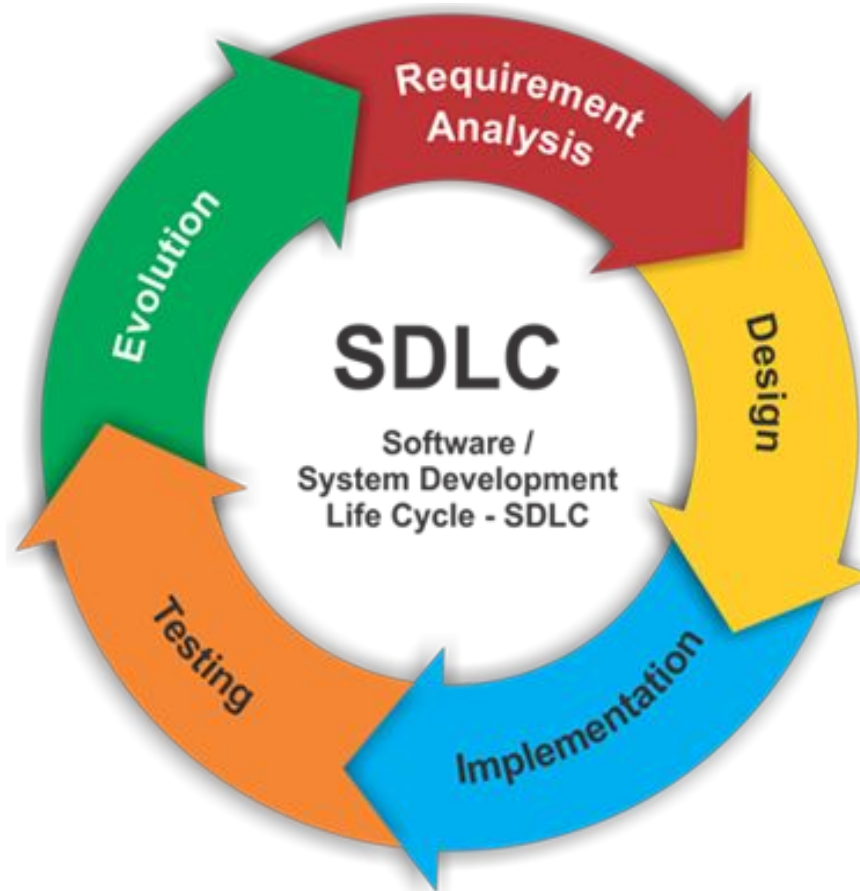 Requirement
Analysis
Design
Implementation
Testing
Evolution
SDLC
Software /
System Development
Life Cycle - SDLC